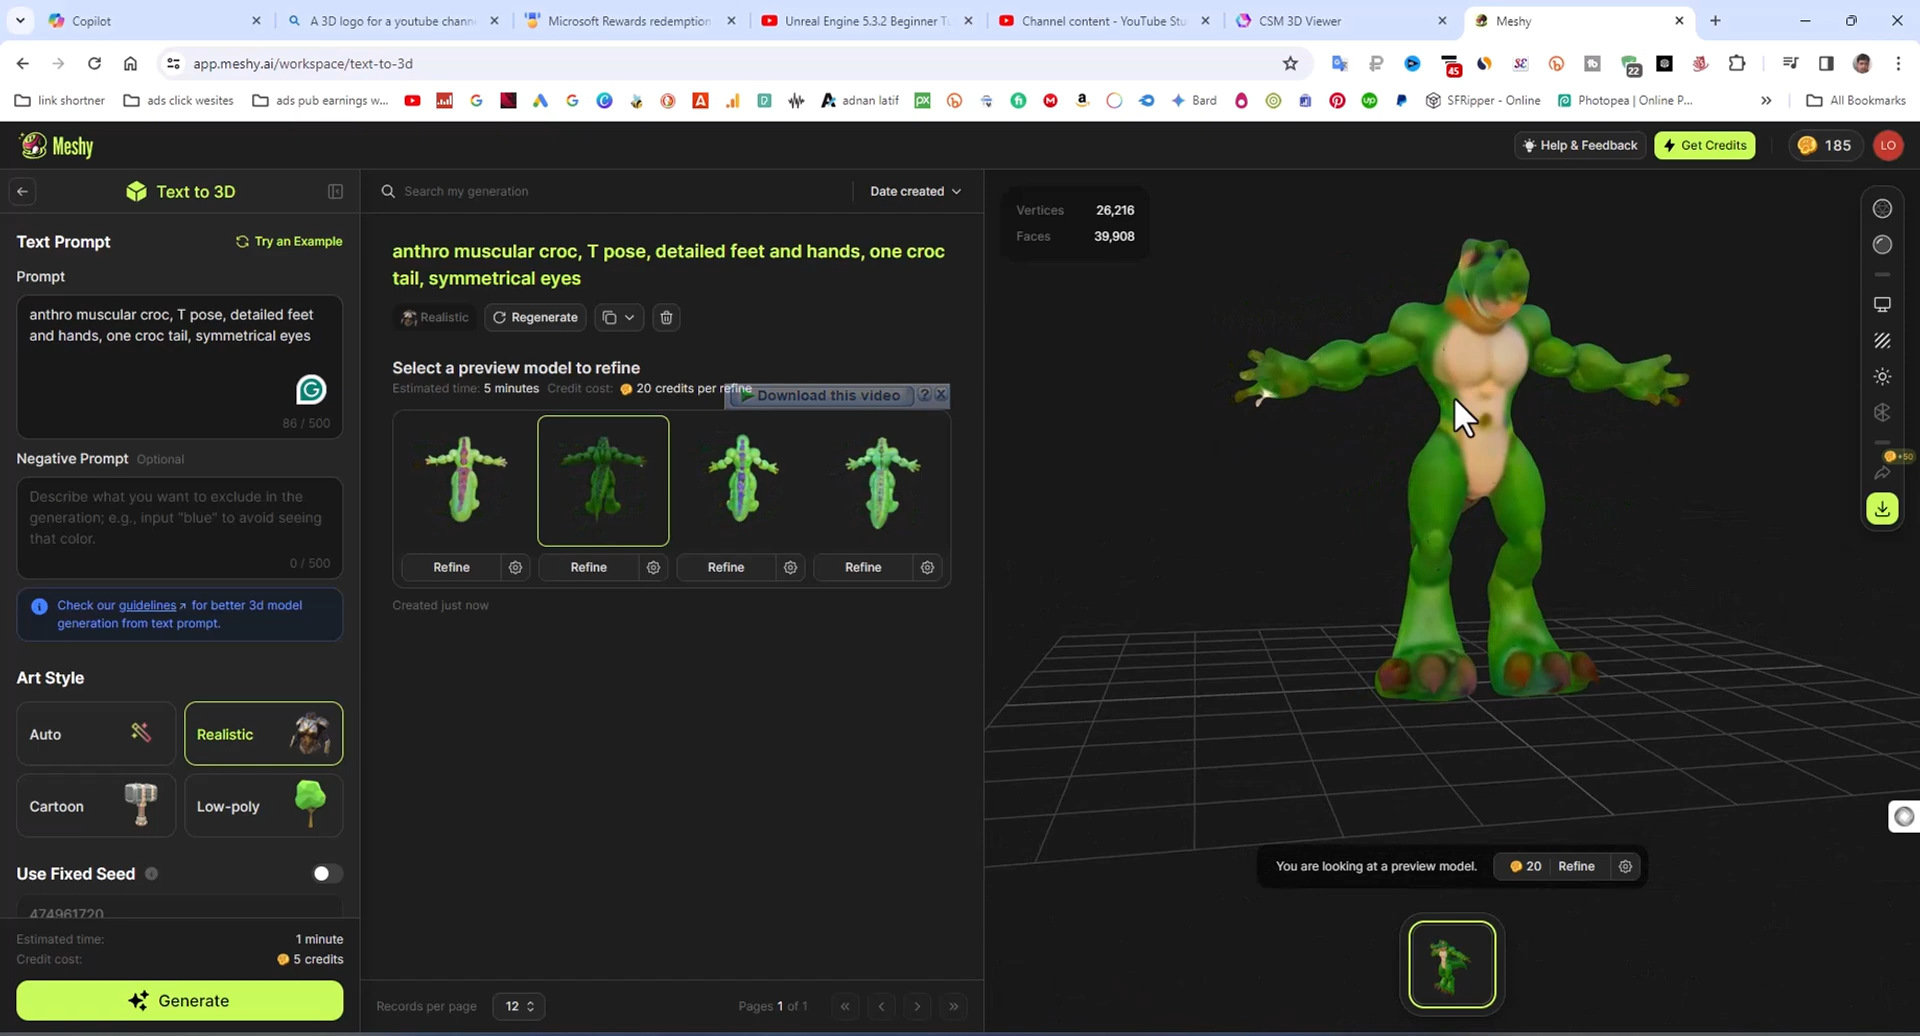 Copilot
A 3D logo for a youtube chann
Microsoft Rewards redemption
Unreal Engine 5.3.2 Beginner Tu
Channel content - YouTube Stu
CSM 3D Viewer
Meshy
app.meshy.ai/workspace/text-to-3d
45
22
link shortner
ads click wesites
ads pub earnings w...
adnan latif
Bard
SFRipper - Online
Photopea | Online P...
All Bookmarks
Meshy
Help & Feedback
Get Credits
185
LO
Text to 3D
Search my generation
Date created
Vertices 26,216
Faces 39,908
Text Prompt
Try an Example
Prompt
anthro muscular croc, T pose, detailed feet
and hands, one croc tail, symmetrical eyes
86 / 500
Negative Prompt Optional
Describe what you want to exclude in the
generation; e.g., input "blue" to avoid seeing
that color.
0 / 500
Check our guidelines for better 3d model
generation from text prompt.
Art Style
Auto
Realistic
Cartoon
Low-poly
Use Fixed Seed
474961720
Estimated time: 1 minute
Credit cost: 5 credits
Generate
anthro muscular croc, T pose, detailed feet and hands, one croc
tail, symmetrical eyes
Realistic
Regenerate
Select a preview model to refine
Estimated time: 5 minutes Credit cost: 20 credits per refine
Download this video
Refine
Refine
Refine
Refine
Created just now
Records per page 12
Pages 1 of 1
+50
You are looking at a preview model.
20 Refine